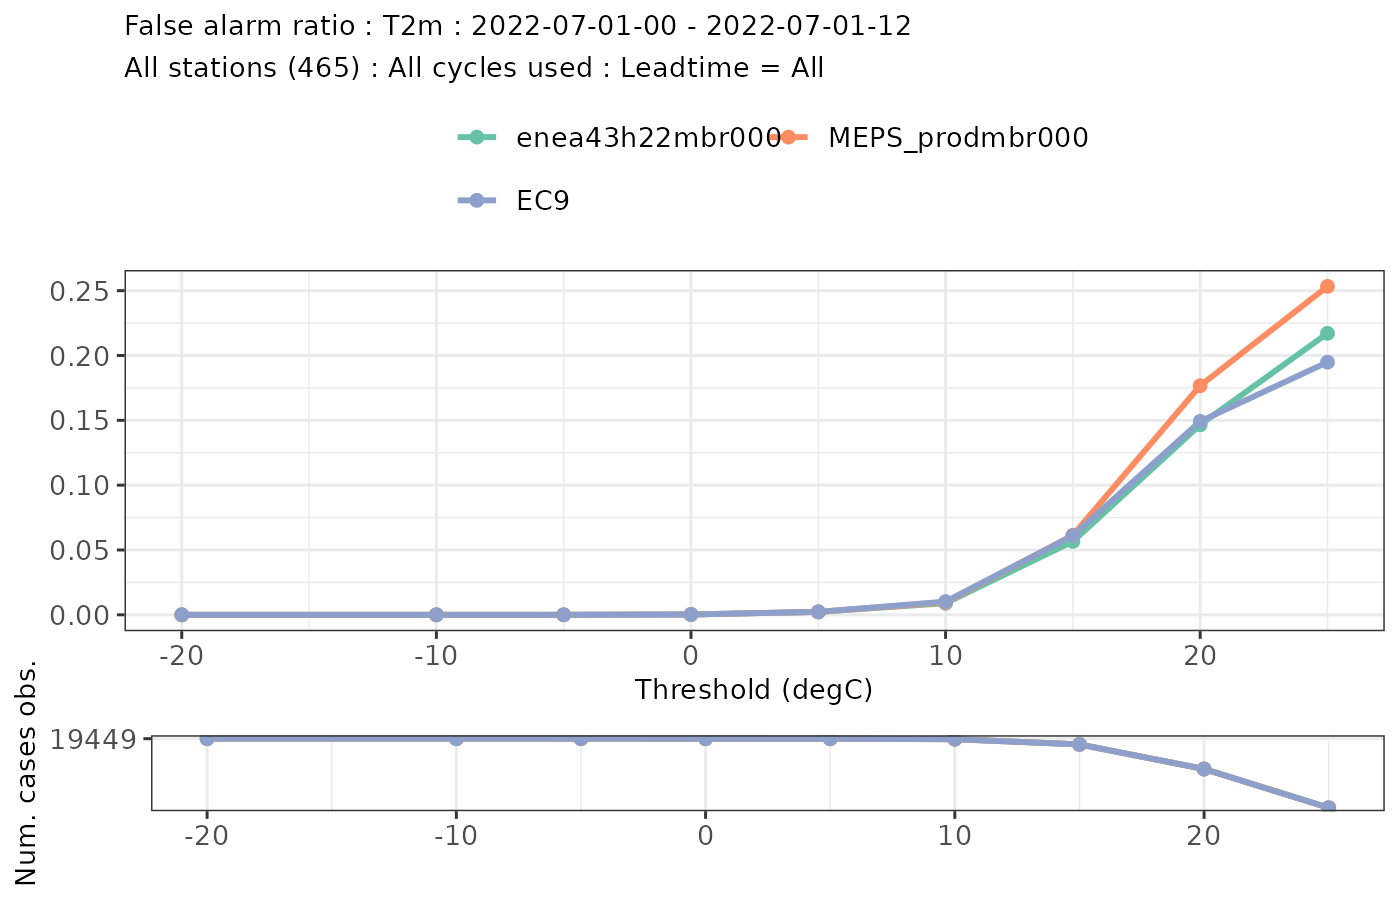 False alarm ratio : T2m : 2022-07-01-00 - 2022-07-01-12
All stations (465) : All cycles used : Leadtime = All
enea43h22mbr000 MEPS_prodmbr000
EC9
0.25
0.20
0.15
0.10
0.05
0.00
-20 -10 0 10 20
Threshold (degC)
Num. cases obs.
19449
-20 -10 0 10 20